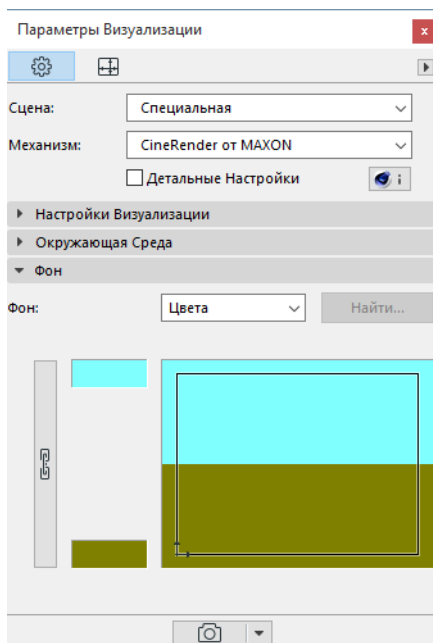 Параметры Визуализации
x
Сцена: Специальная
Механизм: CineRender от MAXON
Детальные Настройки i
Настройки Визуализации
Окружающая Среда
Фон
Фон: Цвета Найти...